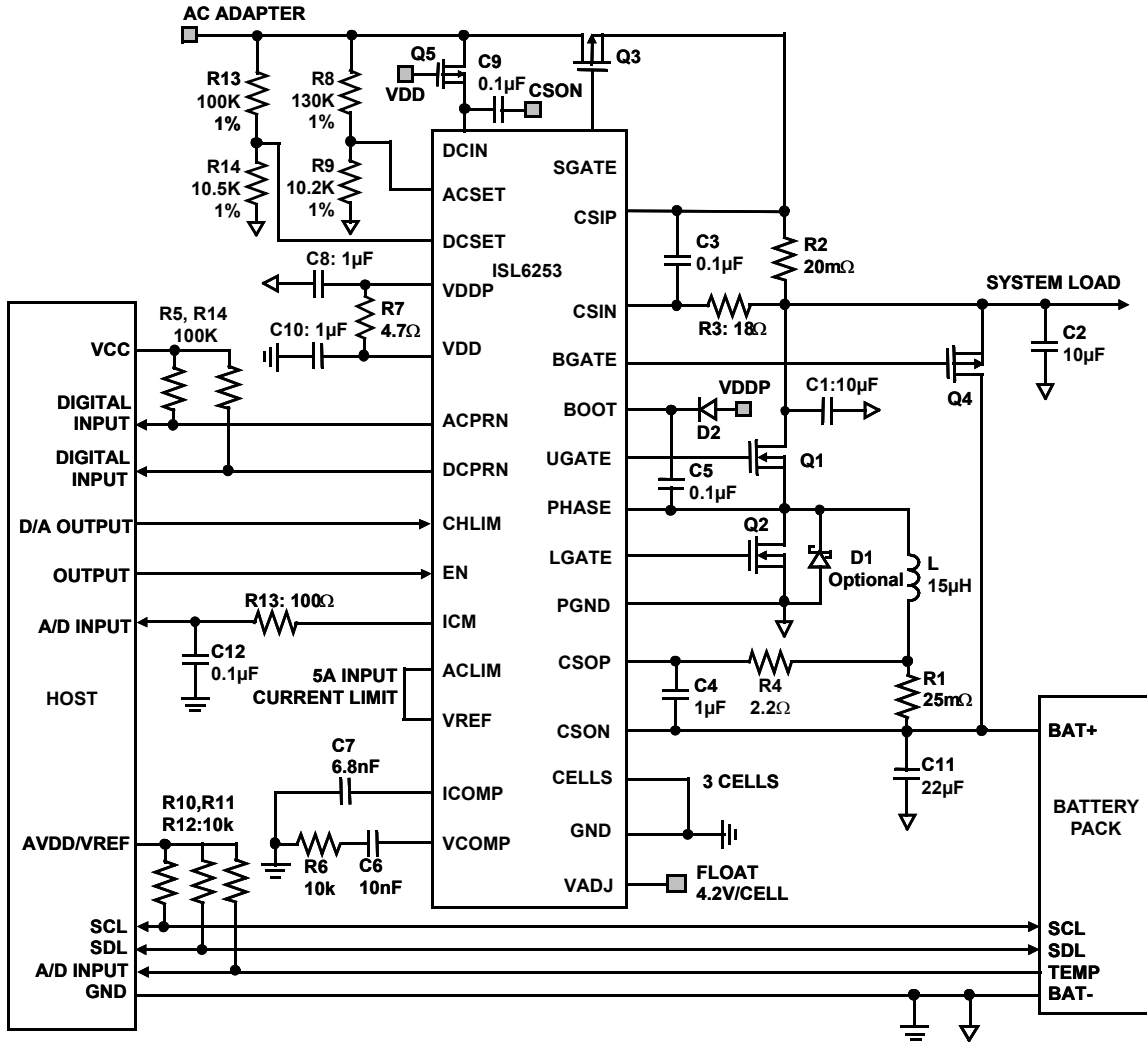 AC ADAPTER
Q5
VDD
C9
0.1µF
CSON
Q3
R13
100K
1%
R8
130K
1%
R14
10.5K
1%
R9
10.2K
1%
DCIN
SGATE
ACSET
CSIP
DCSET
ISL6253
C8: 1µF
VDDP
R7
4.7Ω
C10: 1µF
VDD
C3
0.1µF
R2
20mΩ
CSIN
R3: 18Ω
SYSTEM LOAD
C2
10µF
BGATE
Q4
R5, R14
100K
VCC
DIGITAL
INPUT
ACPRN
BOOT
VDDP
D2
C1:10µF
DIGITAL
INPUT
DCPRN
UGATE
Q1
C5
0.1µF
D/A OUTPUT
CHLIM
PHASE
Q2
OUTPUT
EN
LGATE
D1
Optional
L
15µH
R13: 100Ω
A/D INPUT
ICM
PGND
C12
0.1µF
HOST
5A INPUT
CURRENT LIMIT
ACLIM
VREF
CSOP
C4
1µF
R4
2.2Ω
R1
25mΩ
CSON
BAT+
C7
6.8nF
ICOMP
CELLS
3 CELLS
C11
22µF
BATTERY
PACK
R10,R11
R12:10k
AVDD/VREF
R6
10k
C6
10nF
VCOMP
GND
VADJ
FLOAT
4.2V/CELL
SCL
SDL
A/D INPUT
GND
SCL
SDL
TEMP
BAT-